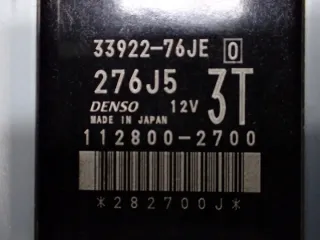 33922-76JE 0
276J5 3T
DENSO 12V
MADE IN JAPAN
112800-2700
*282700J*